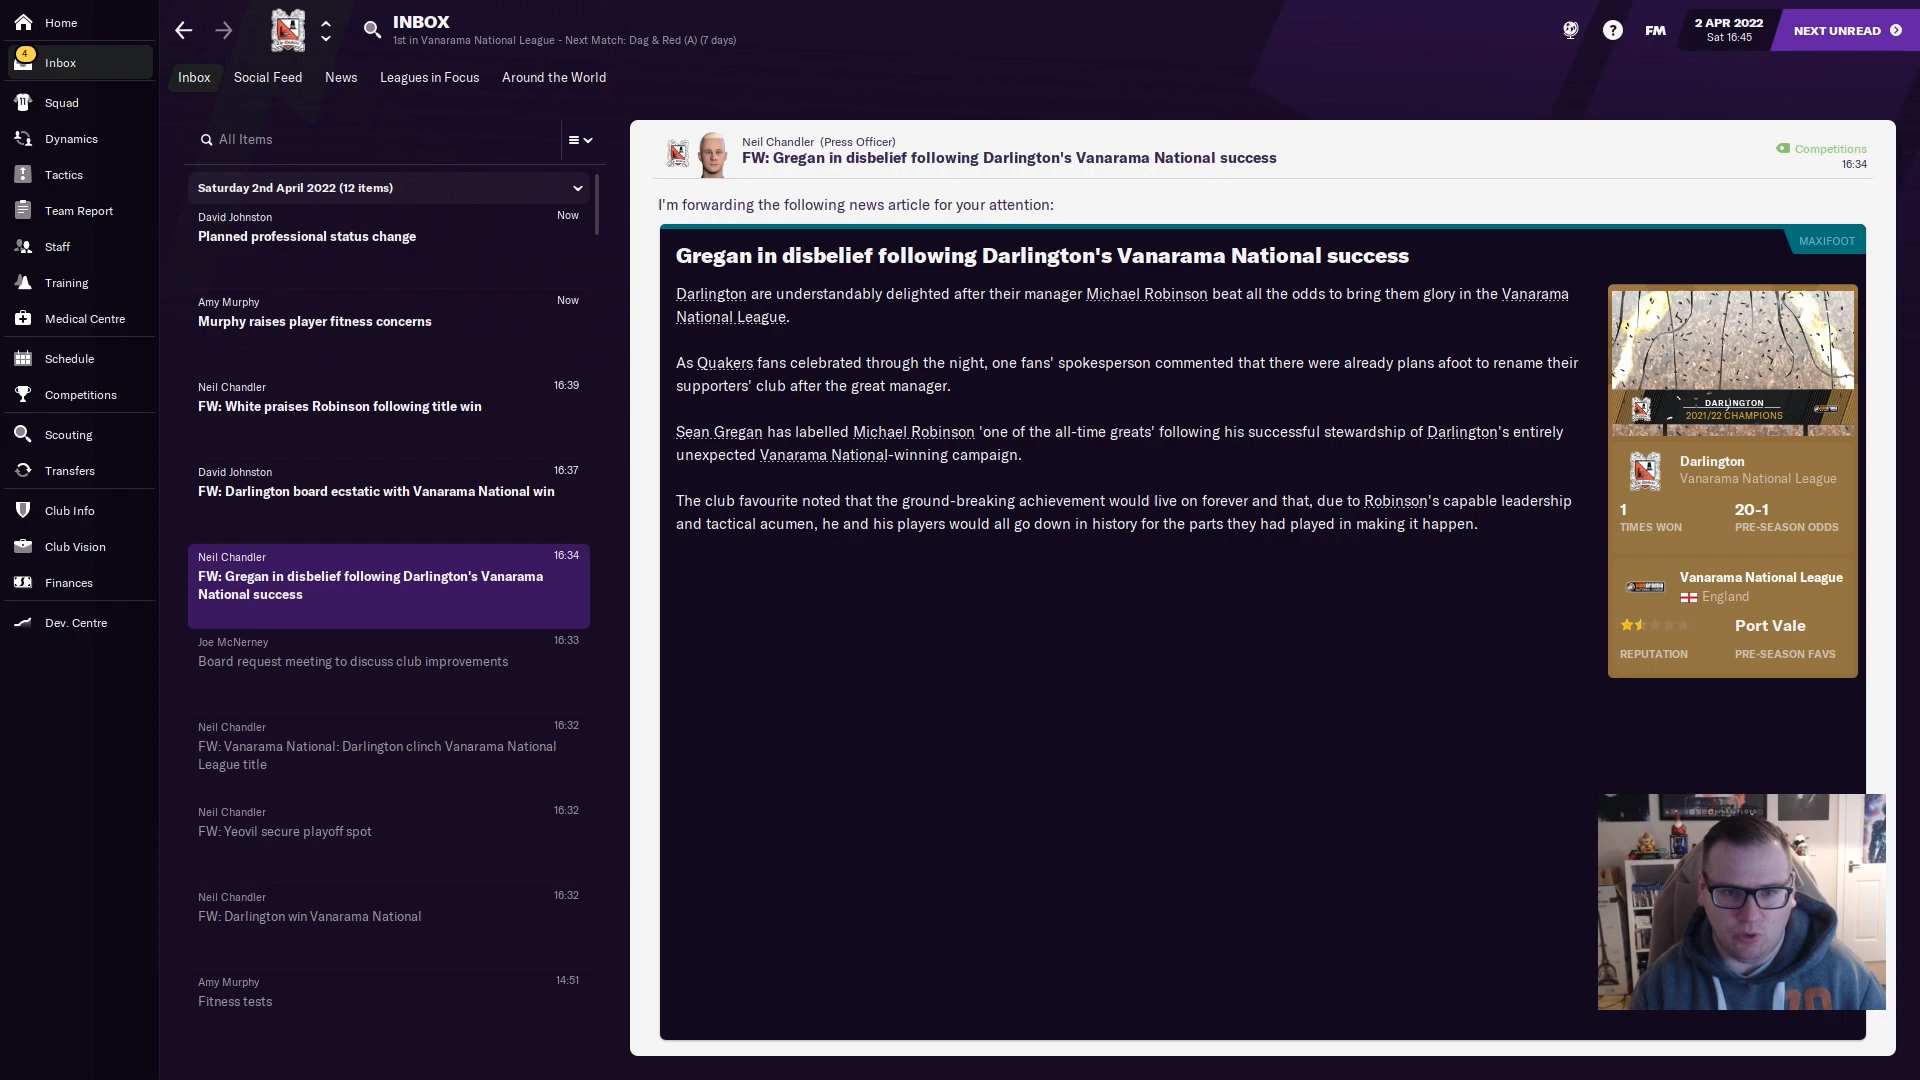 Home
4
Inbox
Squad
Dynamics
Tactics
Team Report
Staff
Training
Medical Centre
Schedule
Competitions
Scouting
Transfers
Club Info
Club Vision
Finances
Dev. Centre
INBOX
1st in Vanarama National League - Next Match: Dag & Red (A) (7 days)
FM
2 APR 2022
Sat 16:45
NEXT UNREAD
Inbox Social Feed News Leagues in Focus Around the World
All Items
Saturday 2nd April 2022 (12 items)
David Johnston Now
Planned professional status change
Amy Murphy Now
Murphy raises player fitness concerns
Neil Chandler 16:39
FW: White praises Robinson following title win
David Johnston 16:37
FW: Darlington board ecstatic with Vanarama National win
Neil Chandler 16:34
FW: Gregan in disbelief following Darlington's Vanarama
National success
Joe McNerney 16:33
Board request meeting to discuss club improvements
Neil Chandler 16:32
FW: Vanarama National: Darlington clinch Vanarama National
League title
Neil Chandler 16:32
FW: Yeovil secure playoff spot
Neil Chandler 16:32
FW: Darlington win Vanarama National
Amy Murphy 14:51
Fitness tests
Neil Chandler (Press Officer)
FW: Gregan in disbelief following Darlington's Vanarama National success
Competitions
16:34
I'm forwarding the following news article for your attention:
MAXIFOOT
Gregan in disbelief following Darlington's Vanarama National success
Darlington are understandably delighted after their manager Michael Robinson beat all the odds to bring them glory in the Vanarama
National League.
As Quakers fans celebrated through the night, one fans' spokesperson commented that there were already plans afoot to rename their
supporters' club after the great manager.
Sean Gregan has labelled Michael Robinson 'one of the all-time greats' following his successful stewardship of Darlington's entirely
unexpected Vanarama National-winning campaign.
The club favourite noted that the ground-breaking achievement would live on forever and that, due to Robinson's capable leadership
and tactical acumen, he and his players would all go down in history for the parts they had played in making it happen.
DARLINGTON
2021/22 CHAMPIONS
Darlington
Vanarama National League
1 20-1
TIMES WON PRE-SEASON ODDS
Vanarama National League
England
Port Vale
REPUTATION PRE-SEASON FAVS